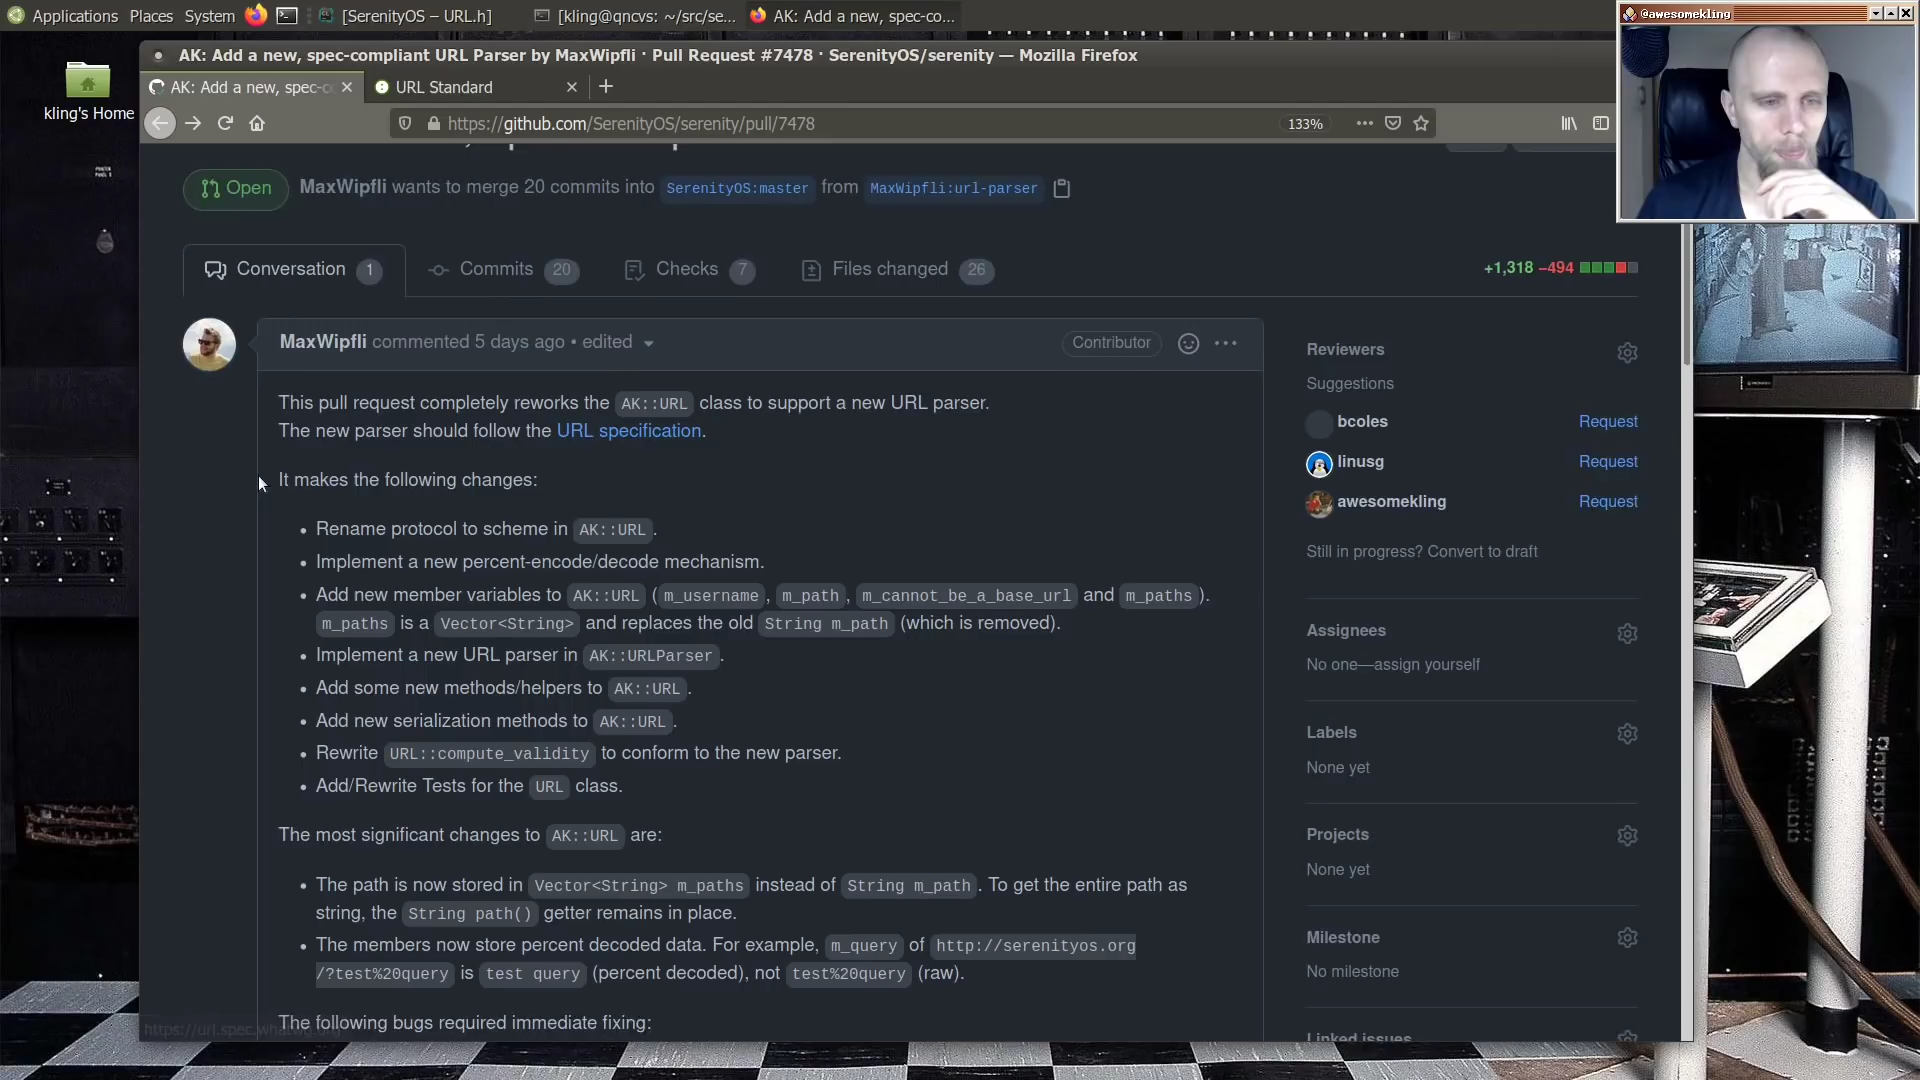 Applications Places System [SerenityOS – URL.h] [kling@qncvs: ~/src/se... AK: Add a new, spec-co...
@awesomekling
AK: Add a new, spec-compliant URL Parser by MaxWipfli · Pull Request #7478 · SerenityOS/serenity — Mozilla Firefox
AK: Add a new, spec-co
URL Standard
kling's Home
https://github.com/SerenityOS/serenity/pull/7478
133%
Open
MaxWipfli wants to merge 20 commits into SerenityOS:master from MaxWipfli:url-parser
Conversation 1
Commits 20
Checks 7
Files changed 26
+1,318 −494
MaxWipfli commented 5 days ago • edited
Contributor
This pull request completely reworks the AK::URL class to support a new URL parser.
The new parser should follow the URL specification.
It makes the following changes:
• Rename protocol to scheme in AK::URL.
• Implement a new percent-encode/decode mechanism.
• Add new member variables to AK::URL (m_username, m_path, m_cannot_be_a_base_url and m_paths).
m_paths is a Vector<String> and replaces the old String m_path (which is removed).
• Implement a new URL parser in AK::URLParser.
• Add some new methods/helpers to AK::URL.
• Add new serialization methods to AK::URL.
• Rewrite URL::compute_validity to conform to the new parser.
• Add/Rewrite Tests for the URL class.
The most significant changes to AK::URL are:
• The path is now stored in Vector<String> m_paths instead of String m_path. To get the entire path as
string, the String path() getter remains in place.
• The members now store percent decoded data. For example, m_query of http://serenityos.org
/?test%20query is test query (percent decoded), not test%20query (raw).
The following bugs required immediate fixing:
https://url.spec.whatwg.org
Reviewers
Suggestions
bcoles Request
linusg Request
awesomekling Request
Still in progress? Convert to draft
Assignees
No one—assign yourself
Labels
None yet
Projects
None yet
Milestone
No milestone
Linked issues